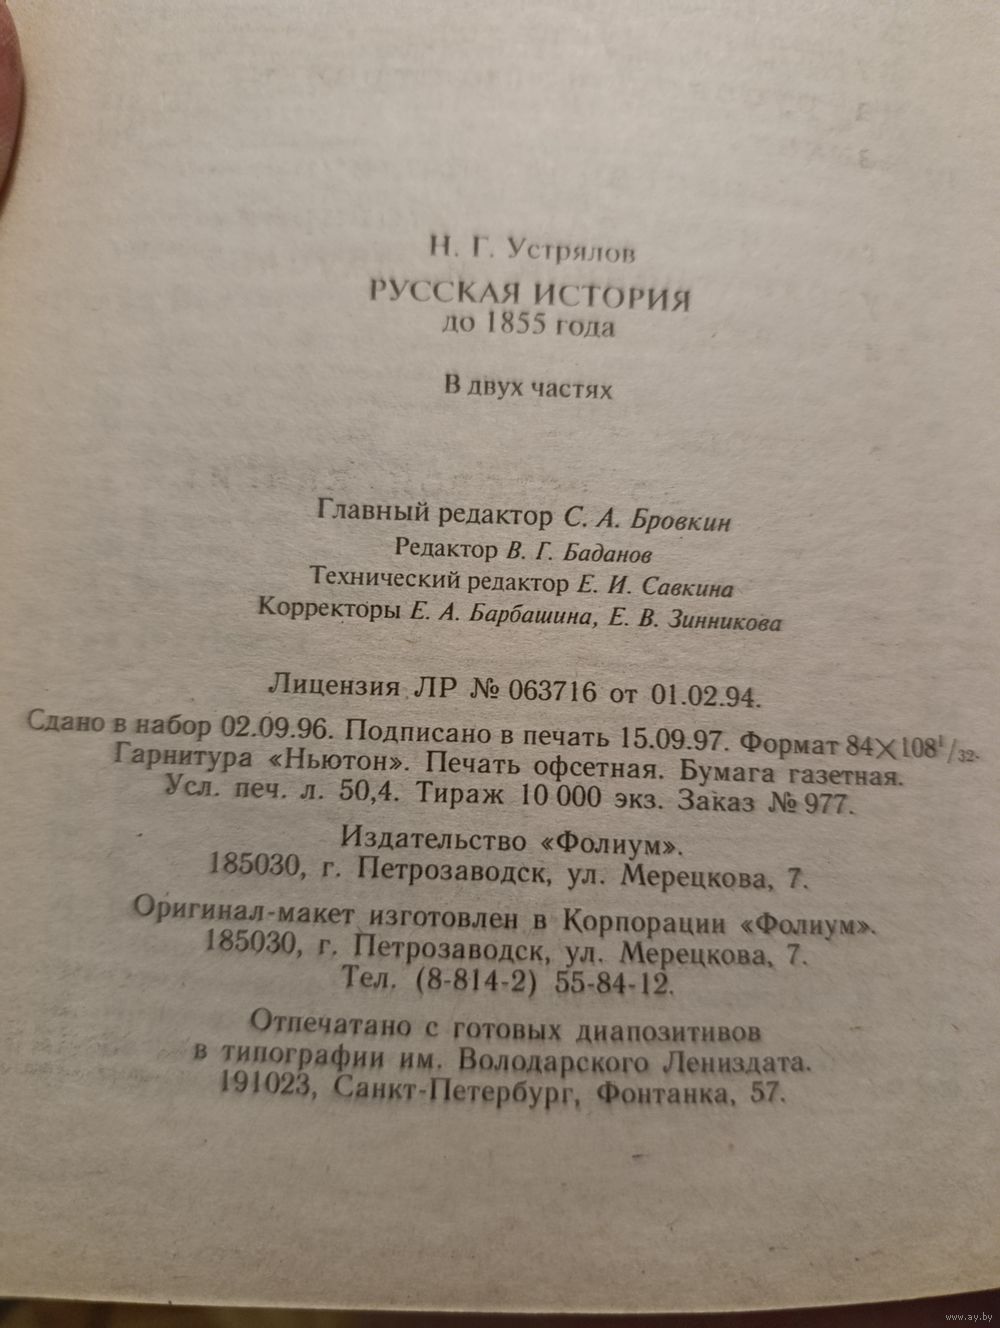 Н. Г. Устрялов
РУССКАЯ ИСТОРИЯ
до 1855 года
В двух частях
Главный редактор С. А. Бровкин
Редактор В. Г. Баданов
Технический редактор Е. И. Савкина
Корректоры Е. А. Барбашина, Е. В. Зинникова
Лицензия ЛР № 063716 от 01.02.94.
Сдано в набор 02.09.96. Подписано в печать 15.09.97. Формат 84×108¹/₃₂.
Гарнитура «Ньютон». Печать офсетная. Бумага газетная.
Усл. печ. л. 50,4. Тираж 10 000 экз. Заказ № 977.
Издательство «Фолиум».
185030, г. Петрозаводск, ул. Мерецкова, 7.
Оригинал-макет изготовлен в Корпорации «Фолиум».
185030, г. Петрозаводск, ул. Мерецкова, 7.
Тел. (8-814-2) 55-84-12.
Отпечатано с готовых диапозитивов
в типографии им. Володарского Лениздата.
191023, Санкт-Петербург, Фонтанка, 57.
www.ay.by